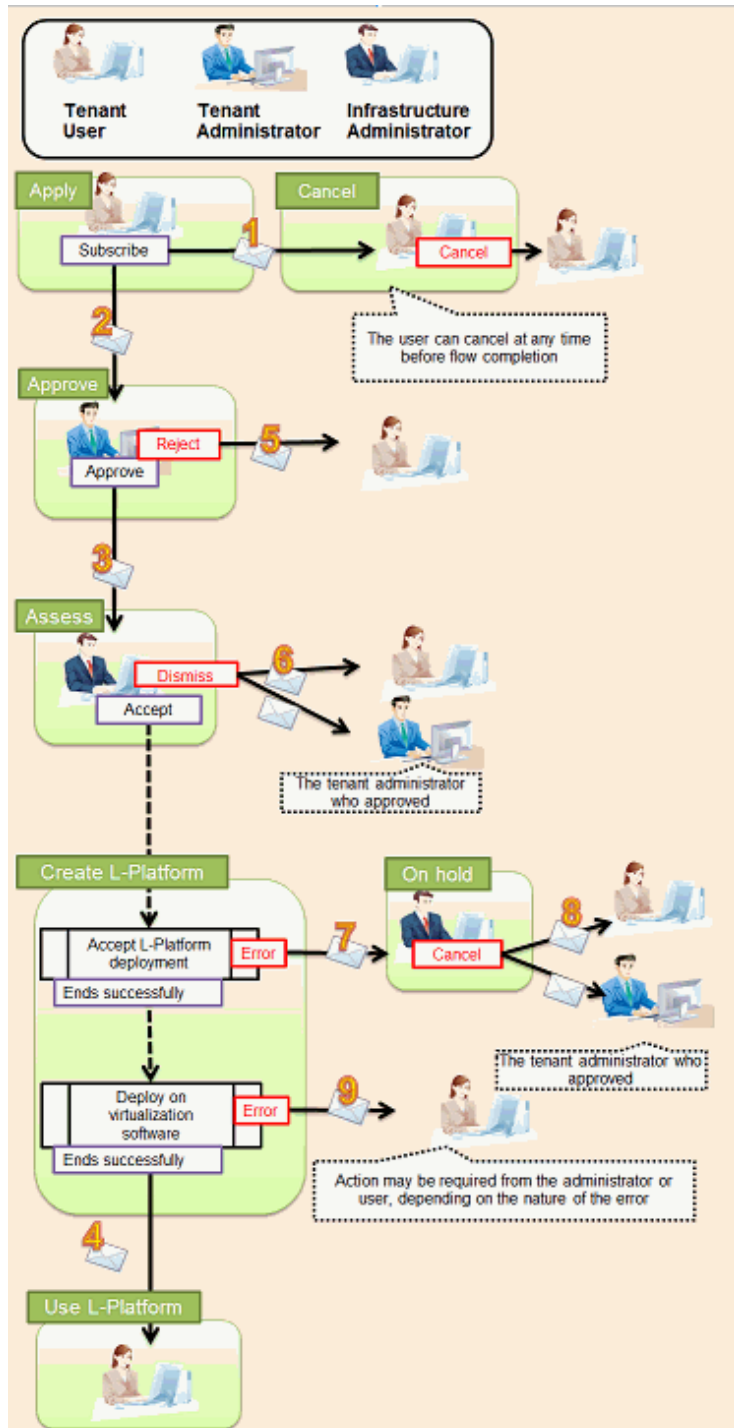 Tenant
User
Tenant
Administrator
Infrastructure
Administrator
Apply
Subscribe
1
Cancel
Cancel
The user can cancel at any time
before flow completion
2
Approve
Reject
Approve
5
3
Assess
Dismiss
Accept
6
The tenant administrator
who approved
Create L-Platform
Accept L-Platform
deployment
Error
Ends successfully
7
On hold
Cancel
8
The tenant administrator who
approved
Deploy on
virtualization
software
Error
Ends successfully
9
Action may be required from the administrator or
user, depending on the nature of the error
4
Use L-Platform